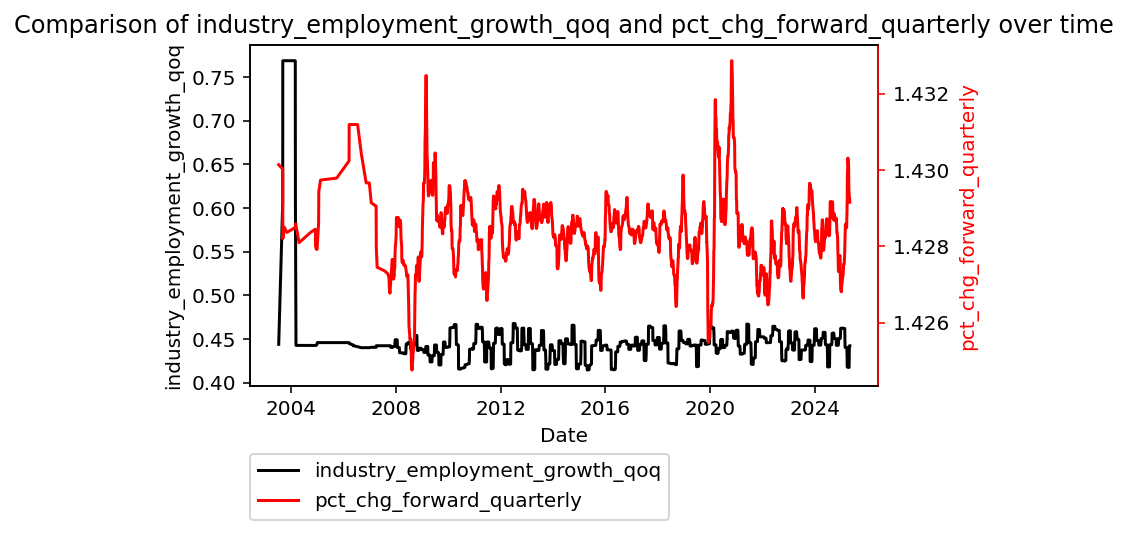 Comparison of industry_employment_growth_qoq and pct_chg_forward_quarterly over time
industry_employment_growth_qoq
0.75
0.70
0.65
0.60
0.55
0.50
0.45
0.40
1.432
1.430
1.428
1.426
pct_chg_forward_quarterly
2004 2008 2012 2016 2020 2024
Date
industry_employment_growth_qoq
pct_chg_forward_quarterly